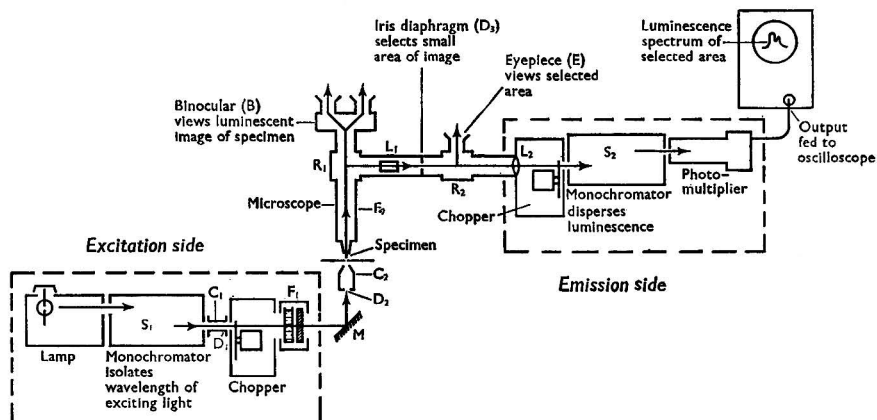 Iris diaphragm (D₃)
selects small
area of image
Luminescence
spectrum of
selected area
Eyepiece (E)
views selected
area
Binocular (B)
views luminescent
image of specimen
Output
fed to
oscilloscope
L₁
L₂
S₂
R₁
R₂
Photo-
multiplier
Chopper
Monochromator
disperses
luminescence
Microscope
F₂
Specimen
Emission side
Excitation side
C₂
D₂
C₁
F₁
S₁
D₁
M
Lamp
Monochromator
isolates
wavelength of
exciting light
Chopper